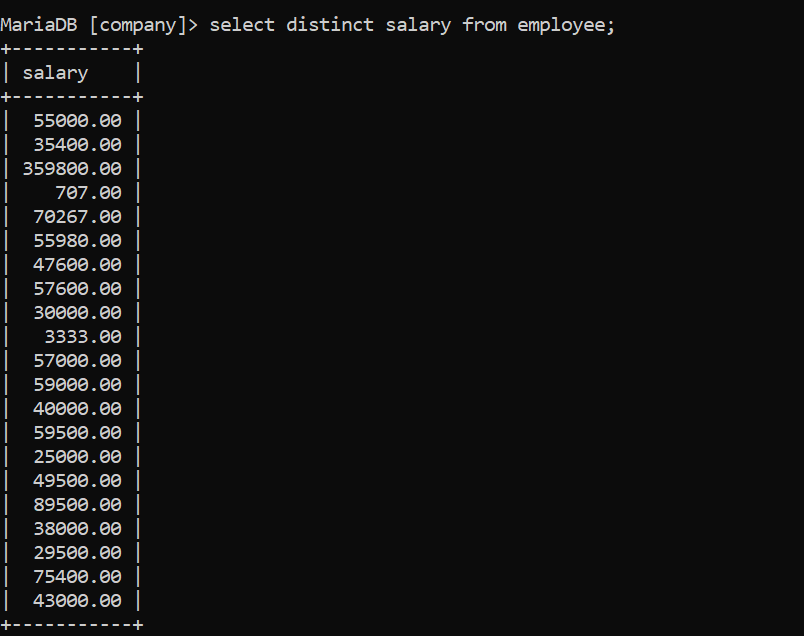 MariaDB [company]> select distinct salary from employee;
+-----------+
| salary    |
+-----------+
|  55000.00 |
|  35400.00 |
| 359800.00 |
|    707.00 |
|  70267.00 |
|  55980.00 |
|  47600.00 |
|  57600.00 |
|  30000.00 |
|   3333.00 |
|  57000.00 |
|  59000.00 |
|  40000.00 |
|  59500.00 |
|  25000.00 |
|  49500.00 |
|  89500.00 |
|  38000.00 |
|  29500.00 |
|  75400.00 |
|  43000.00 |
+-----------+